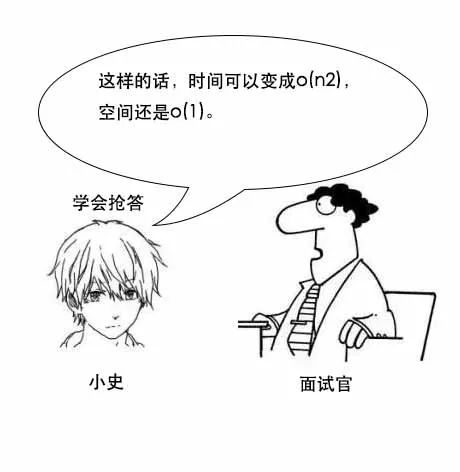 这样的话，时间可以变成o(n2)，
空间还是o(1)。
学会抢答
小史
面试官